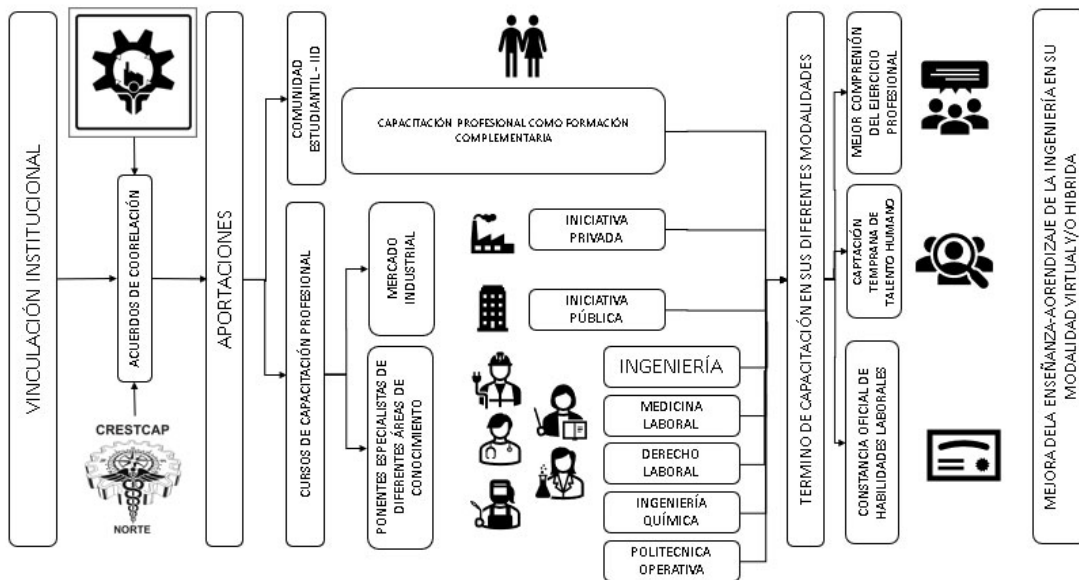 VINCULACIÓN INSTITUCIONAL
ACUERDOS DE COORELACIÓN
CRESTCAP
NORTE
APORTACIONES
COMUNIDAD
ESTUDIANTIL - IID
CURSOS DE CAPACITACIÓN PROFESIONAL
CAPACITACIÓN PROFESIONAL COMO FORMACIÓN
COMPLEMENTARIA
MERCADO
INDUSTRIAL
PONENTES ESPECIALISTAS DE
DIFERENTES ÁREAS DE
CONOCIMIENTO
INICIATIVA
PRIVADA
INICIATIVA
PÚBLICA
INGENIERÍA
MEDICINA
LABORAL
DERECHO
LABORAL
INGENIERÍA
QUÍMICA
POLITECNICA
OPERATIVA
TERMINO DE CAPACITACIÓN EN SUS DIFERENTES MODALIDADES
MEJOR COMPRENIÓN
DEL EJERCICIO
PROFESIONAL
CAPTACIÓN
TEMPRANA DE
TALENTO HUMANO
CONSTANCIA OFICIAL DE
HABILIDADES LABORALES
MEJORA DELA ENSEÑANZA-AORENDIZAJE DE LA INGENIERÍA EN SU
MODALIDAD VIRTUAL Y/O HIBRIDA